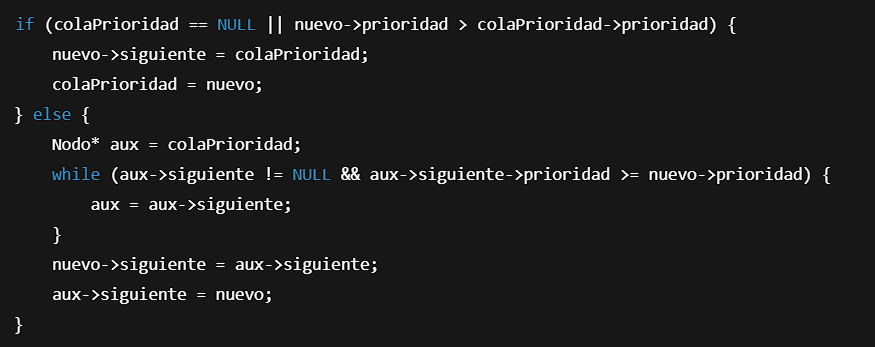 if (colaPrioridad == NULL || nuevo->prioridad > colaPrioridad->prioridad) {
    nuevo->siguiente = colaPrioridad;
    colaPrioridad = nuevo;
} else {
    Nodo* aux = colaPrioridad;
    while (aux->siguiente != NULL && aux->siguiente->prioridad >= nuevo->prioridad) {
        aux = aux->siguiente;
    }
    nuevo->siguiente = aux->siguiente;
    aux->siguiente = nuevo;
}